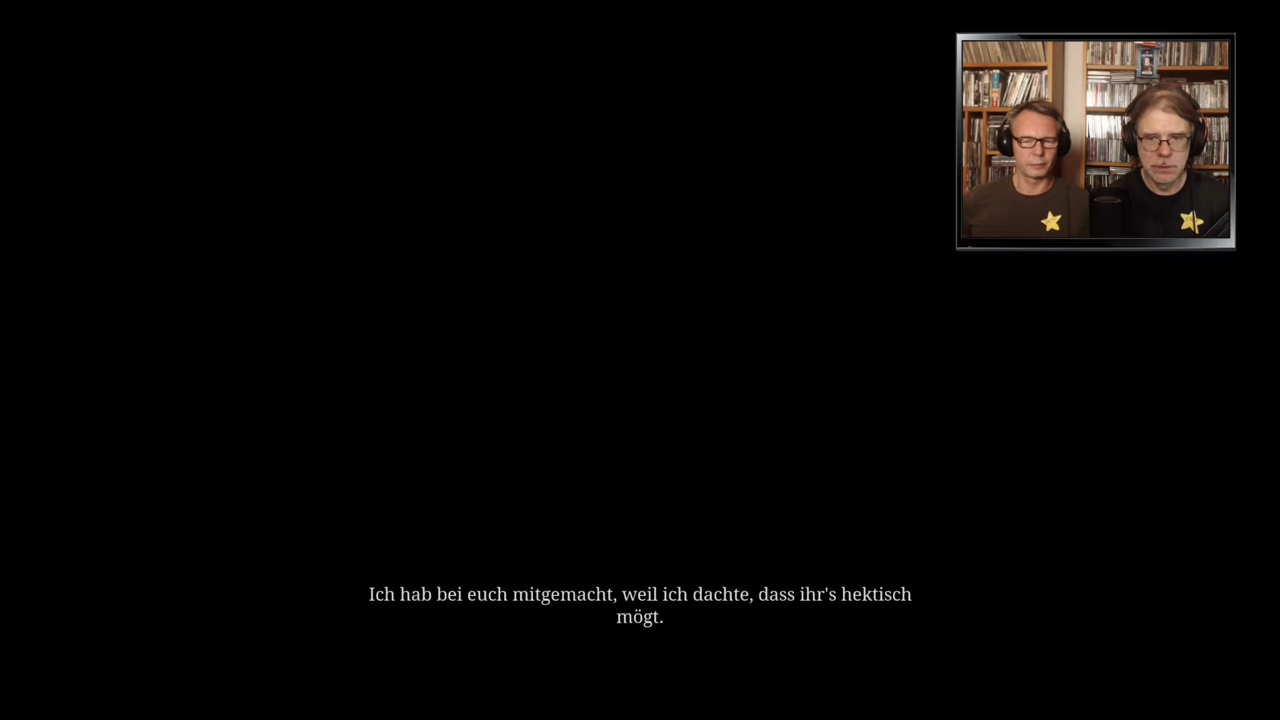 Ich hab bei euch mitgemacht, weil ich dachte, dass ihr's hektisch
mögt.